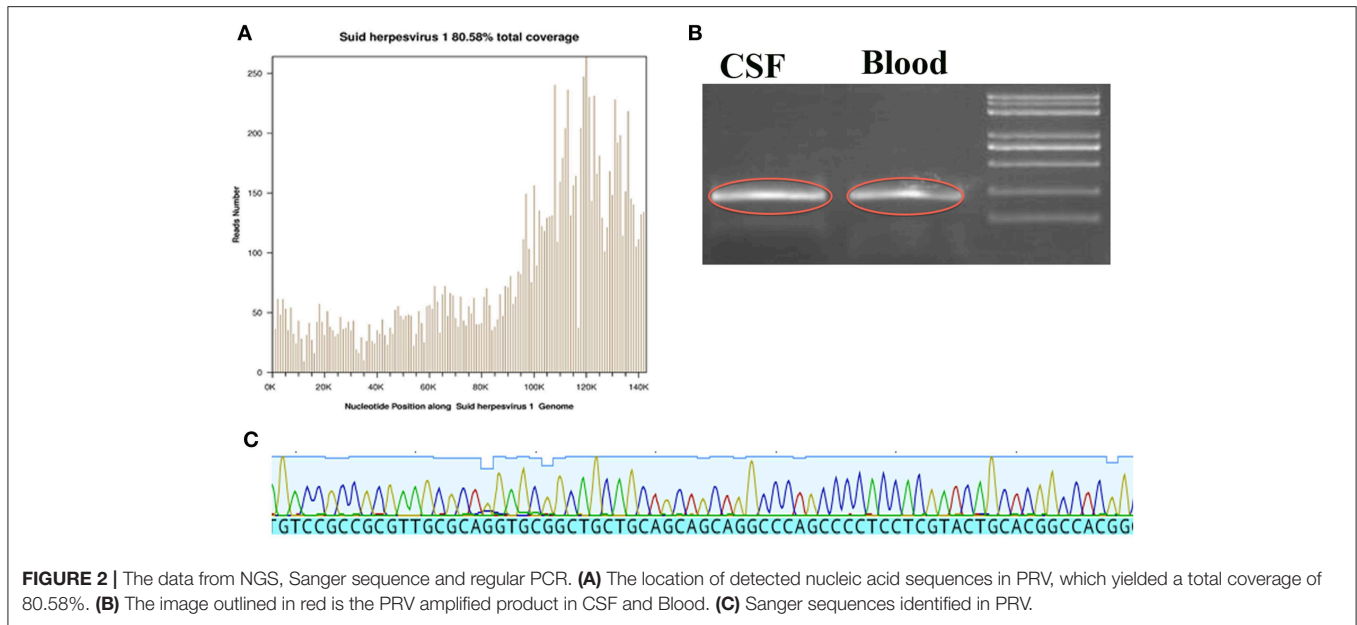 A
Suid herpesvirus 1 80.58% total coverage
250
200
150
100
50
0
Reads Number
0K 20K 40K 60K 80K 100K 120K 140K
Nucleotide Position along Suid herpesvirus 1 Genome
B
CSF Blood
C
TGTCCGCCGCGTTGCGCAGGTGCGGCTGCTGCAGCAGCAGGCCCAGCCCCTCCTCGTACTGCACGGCCACGG
FIGURE 2 | The data from NGS, Sanger sequence and regular PCR. (A) The location of detected nucleic acid sequences in PRV, which yielded a total coverage of
80.58%. (B) The image outlined in red is the PRV amplified product in CSF and Blood. (C) Sanger sequences identified in PRV.